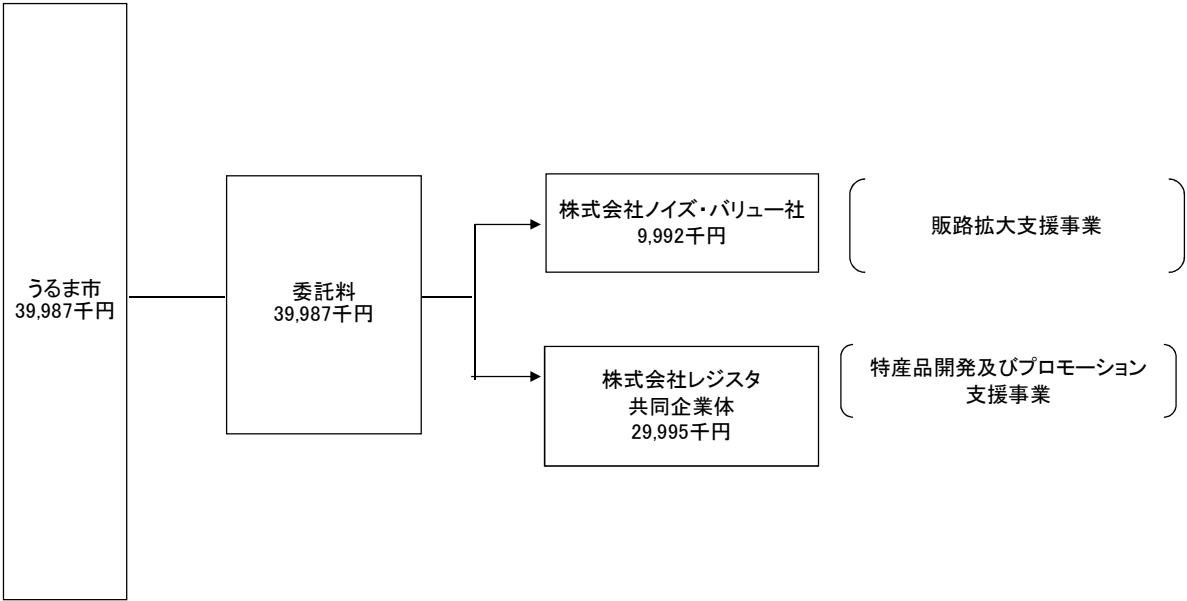 うるま市
39,987千円
委託料
39,987千円
株式会社ノイズ・バリュー社
9,992千円
販路拡大支援事業
株式会社レジスタ
共同企業体
29,995千円
特産品開発及びプロモーション
支援事業